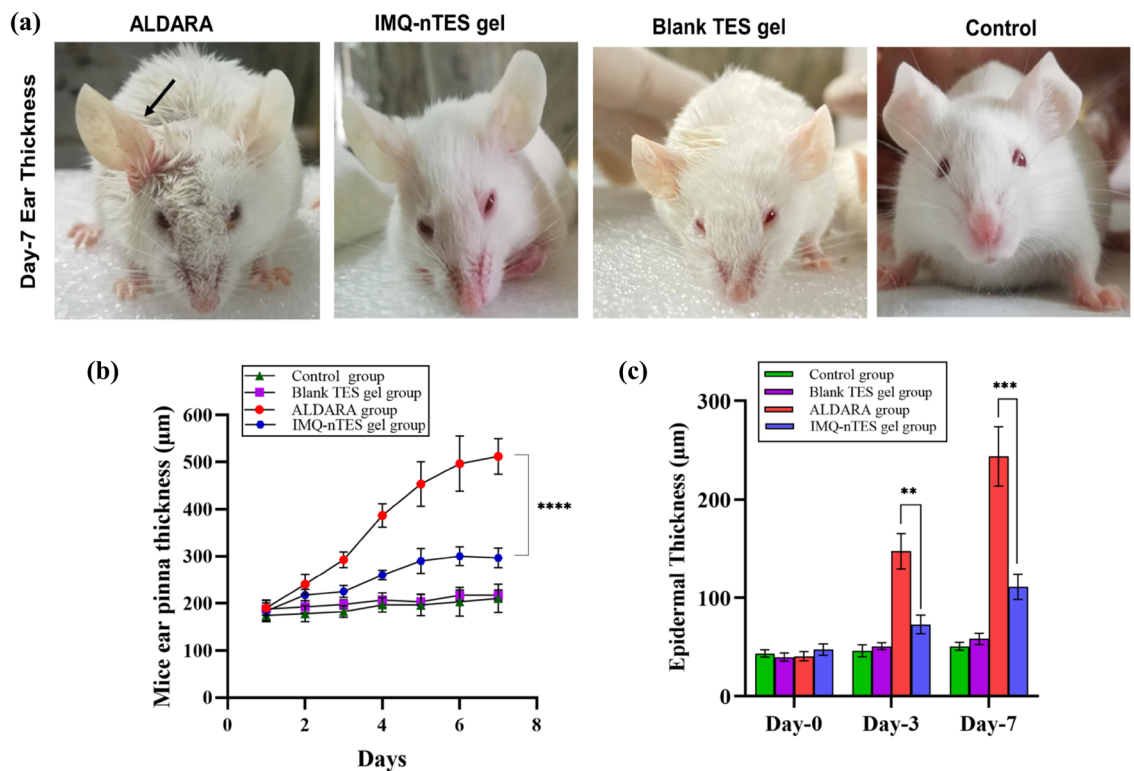 (a)
ALDARA
IMQ-nTES gel
Blank TES gel
Control
Day-7 Ear Thickness
(b)
Control group
Blank TES gel group
ALDARA group
IMQ-nTES gel group
Mice ear pinna thickness (µm)
600
500
400
300
200
100
0
****
0
2
4
6
8
Days
(c)
Control group
Blank TES gel group
ALDARA group
IMQ-nTES gel group
Epidermal Thickness (µm)
300
200
100
0
**
***
Day-0
Day-3
Day-7